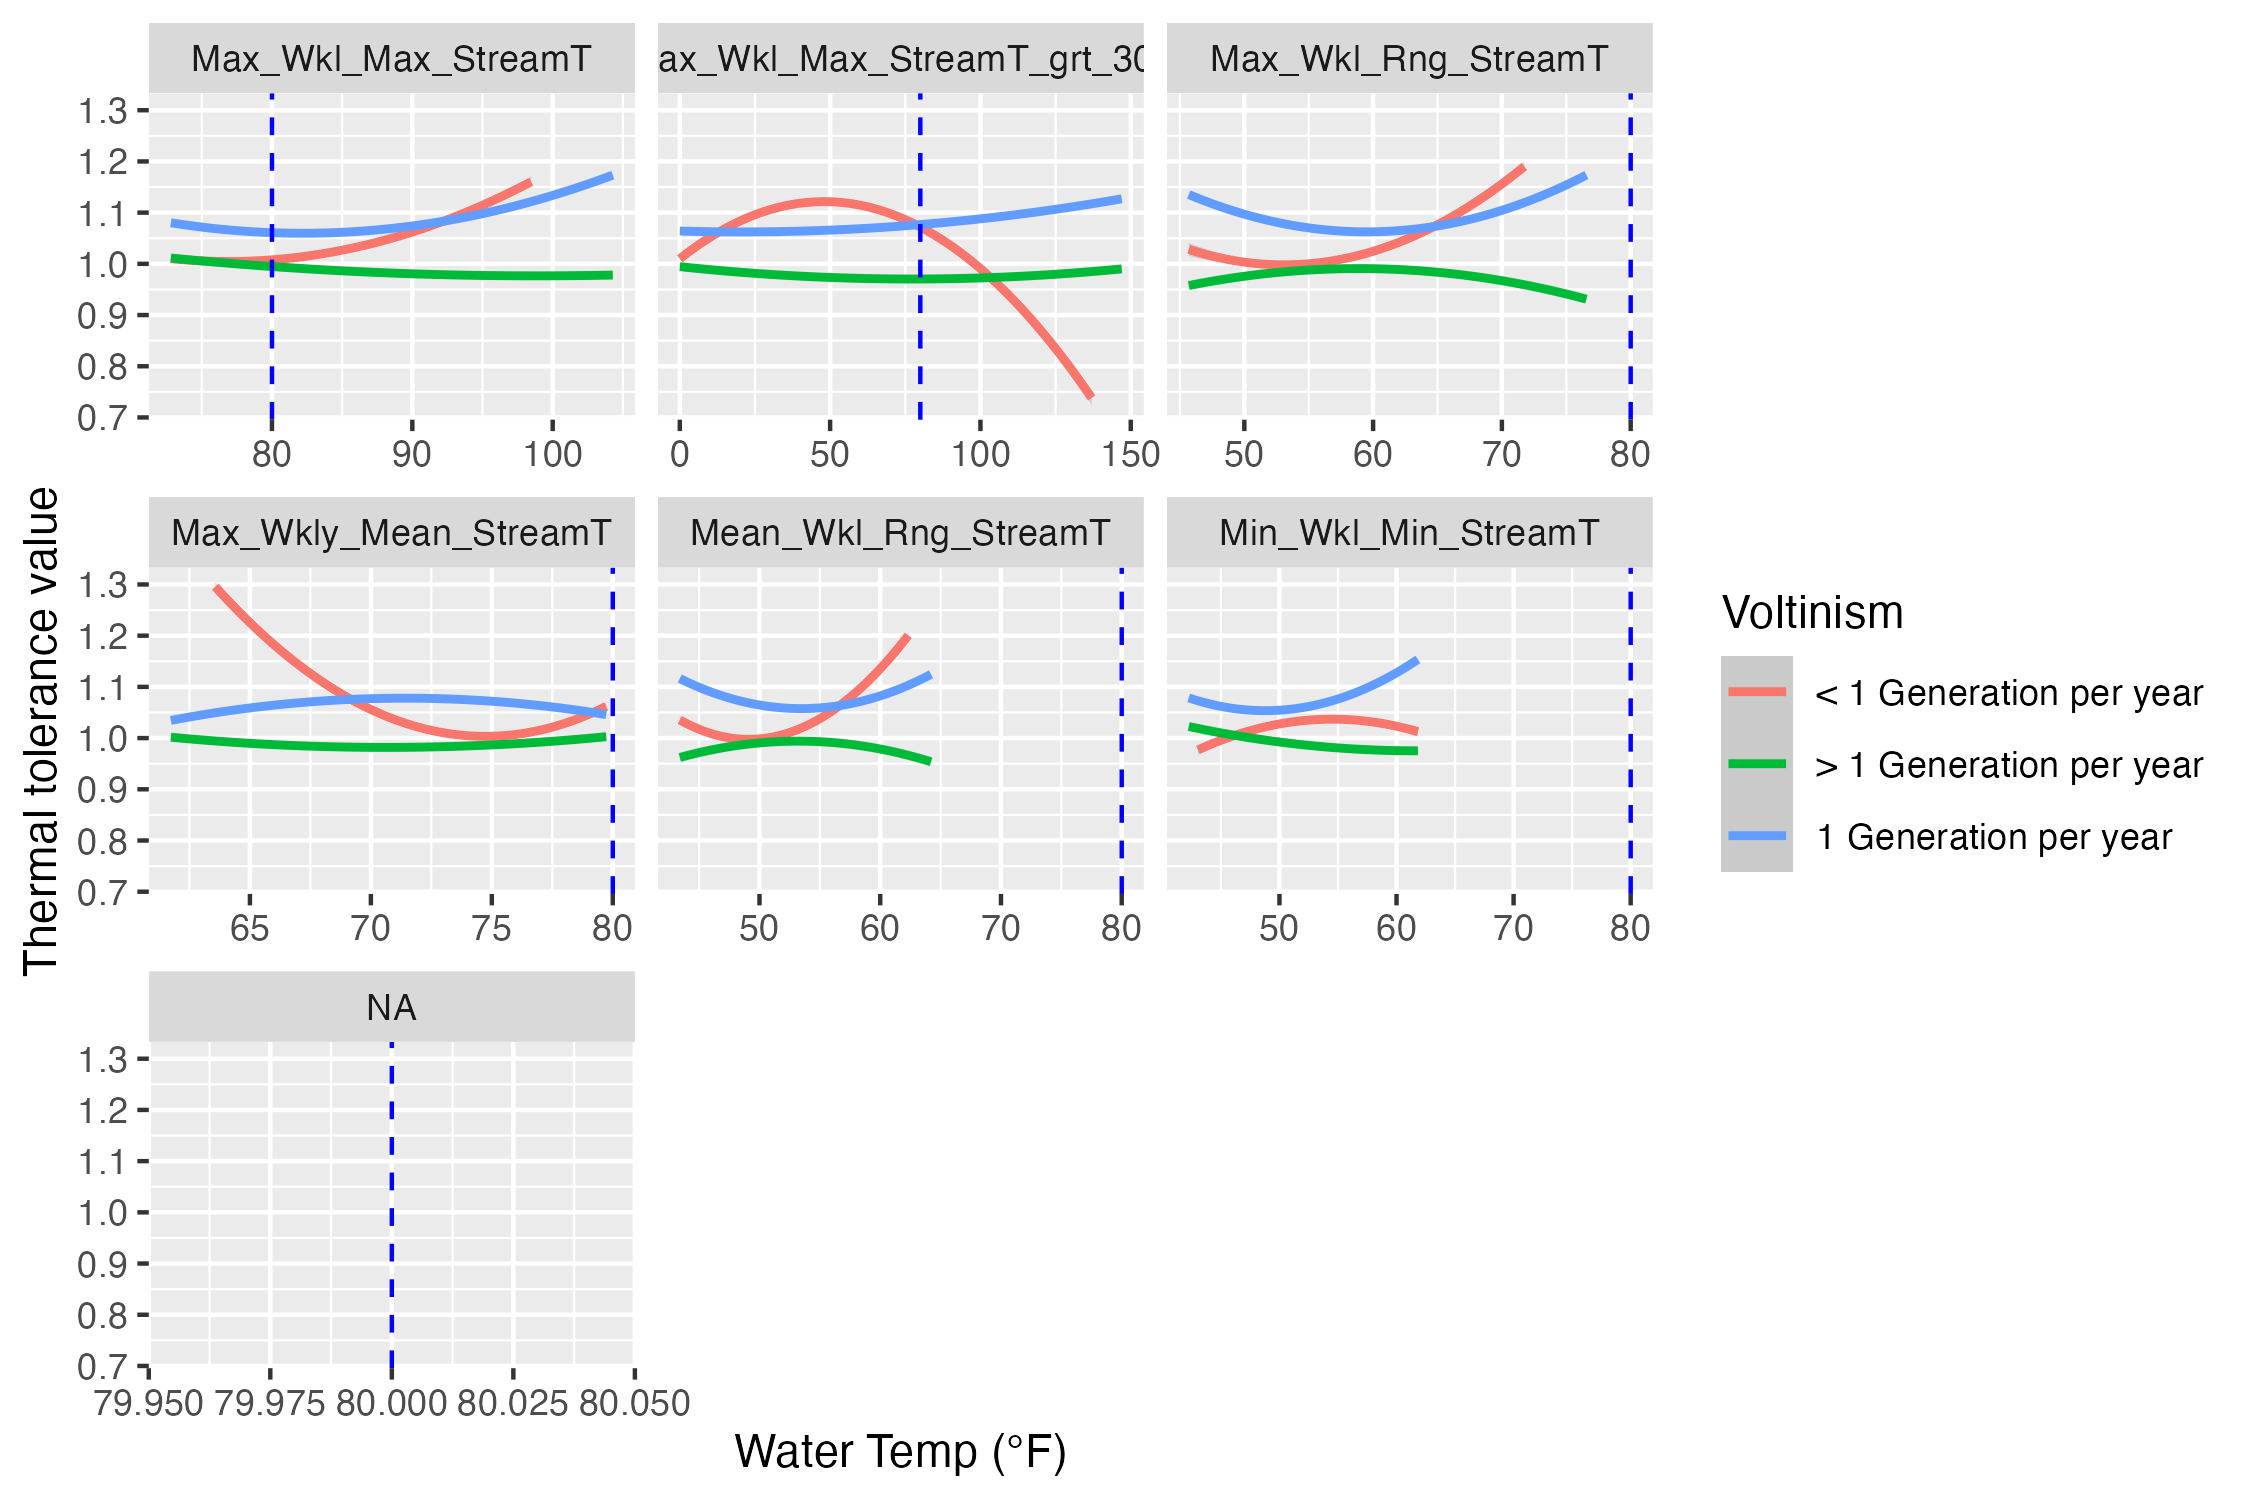 Max_Wkl_Max_StreamT
ax_Wkl_Max_StreamT_grt_30
Max_Wkl_Rng_StreamT
1.3
1.2
1.1
1.0
0.9
0.8
0.7
80 90 100
0 50 100 150
50 60 70 80
Max_Wkly_Mean_StreamT
Mean_Wkl_Rng_StreamT
Min_Wkl_Min_StreamT
1.3
1.2
1.1
1.0
0.9
0.8
0.7
65 70 75 80
50 60 70 80
50 60 70 80
NA
1.3
1.2
1.1
1.0
0.9
0.8
0.7
79.950 79.975 80.000 80.025 80.050
Thermal tolerance value
Water Temp (°F)
Voltinism
< 1 Generation per year
> 1 Generation per year
1 Generation per year